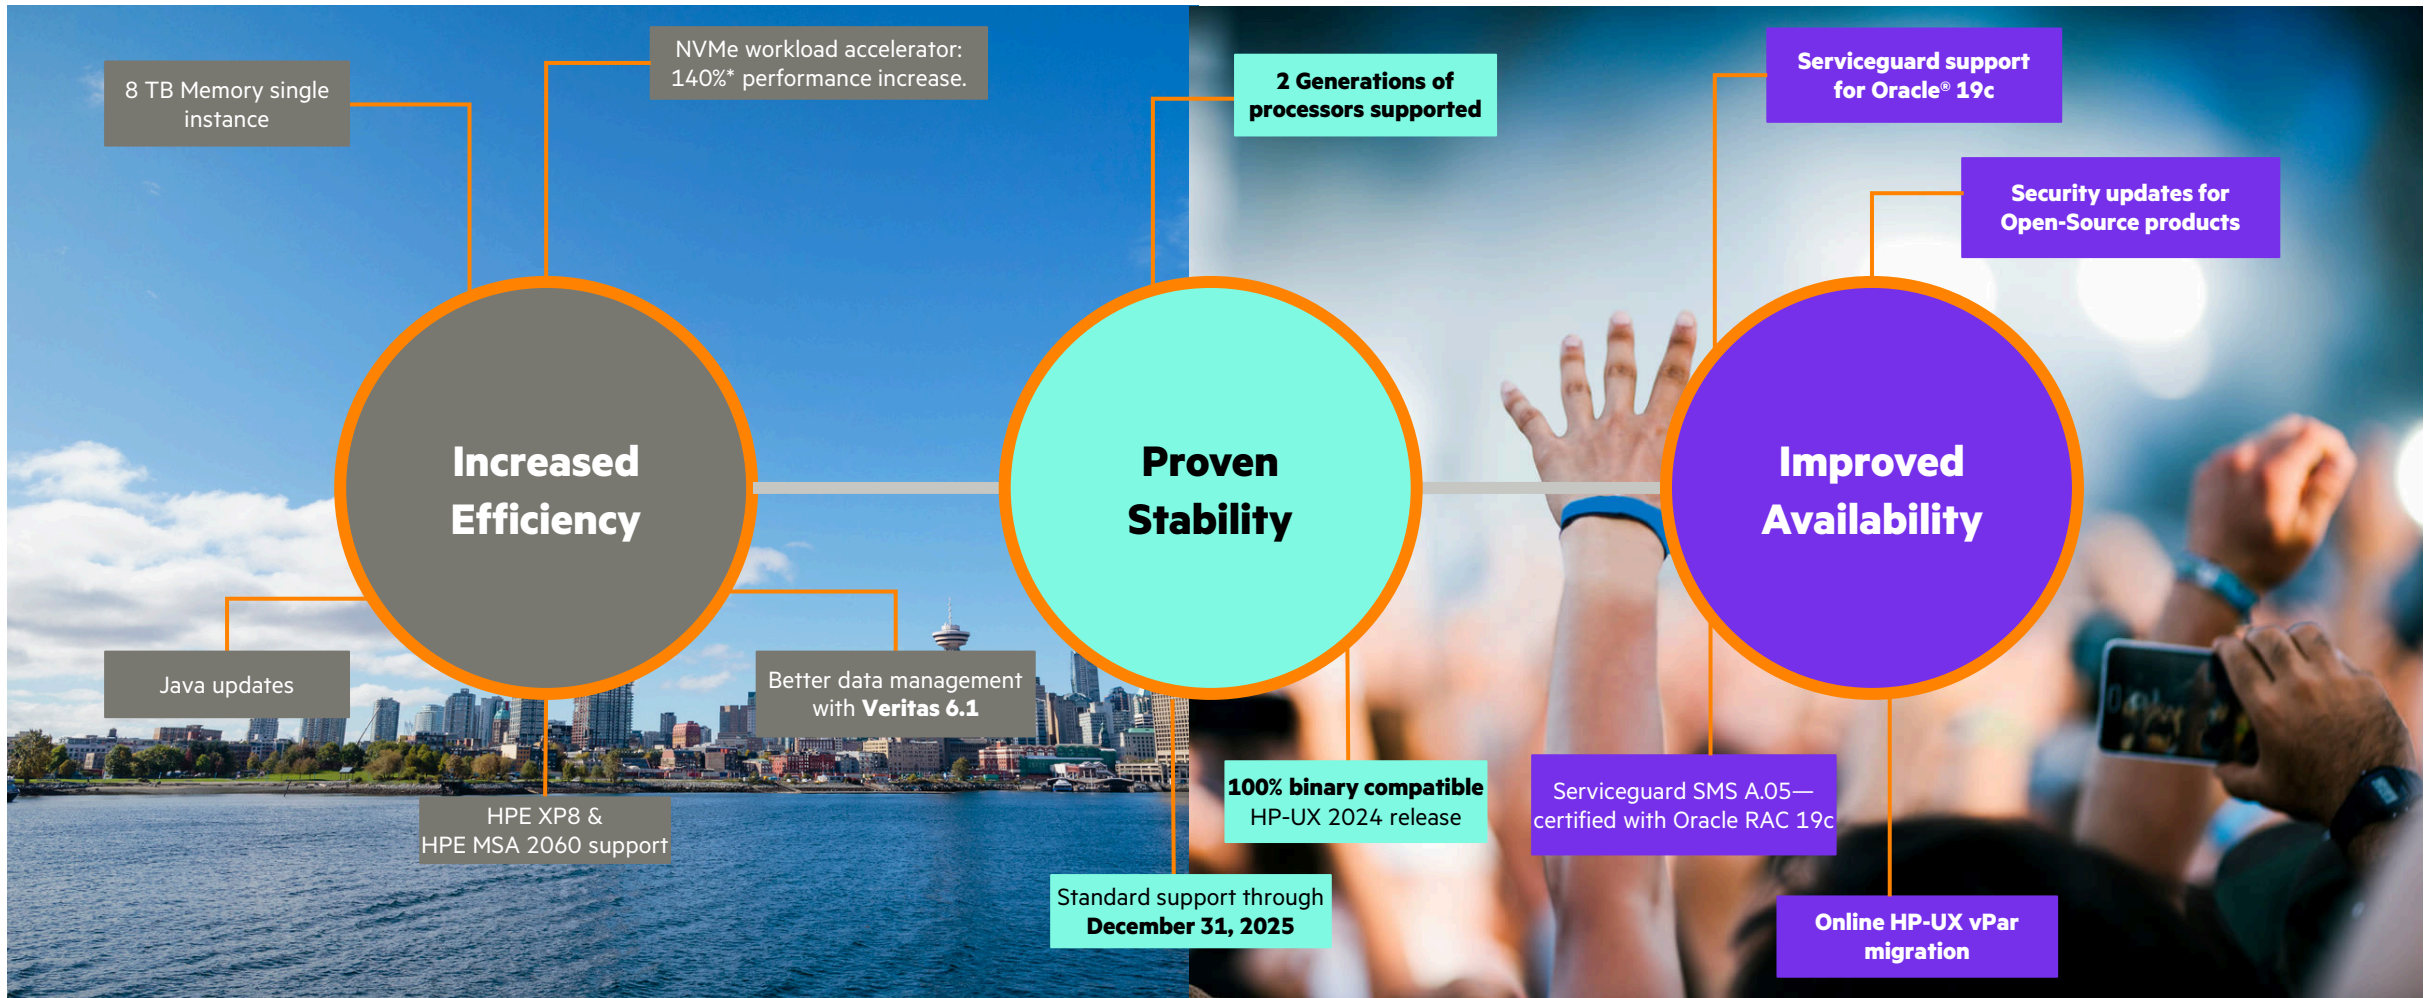 8 TB Memory single
instance
NVMe workload accelerator:
140%* performance increase.
2 Generations of
processors supported
Serviceguard support
for Oracle® 19c
Security updates for
Open-Source products
Increased
Efficiency
Proven
Stability
Improved
Availability
Java updates
Better data management
with Veritas 6.1
HPE XP8 &
HPE MSA 2060 support
100% binary compatible
HP-UX 2024 release
Serviceguard SMS A.05—
certified with Oracle RAC 19c
Standard support through
December 31, 2025
Online HP-UX vPar
migration